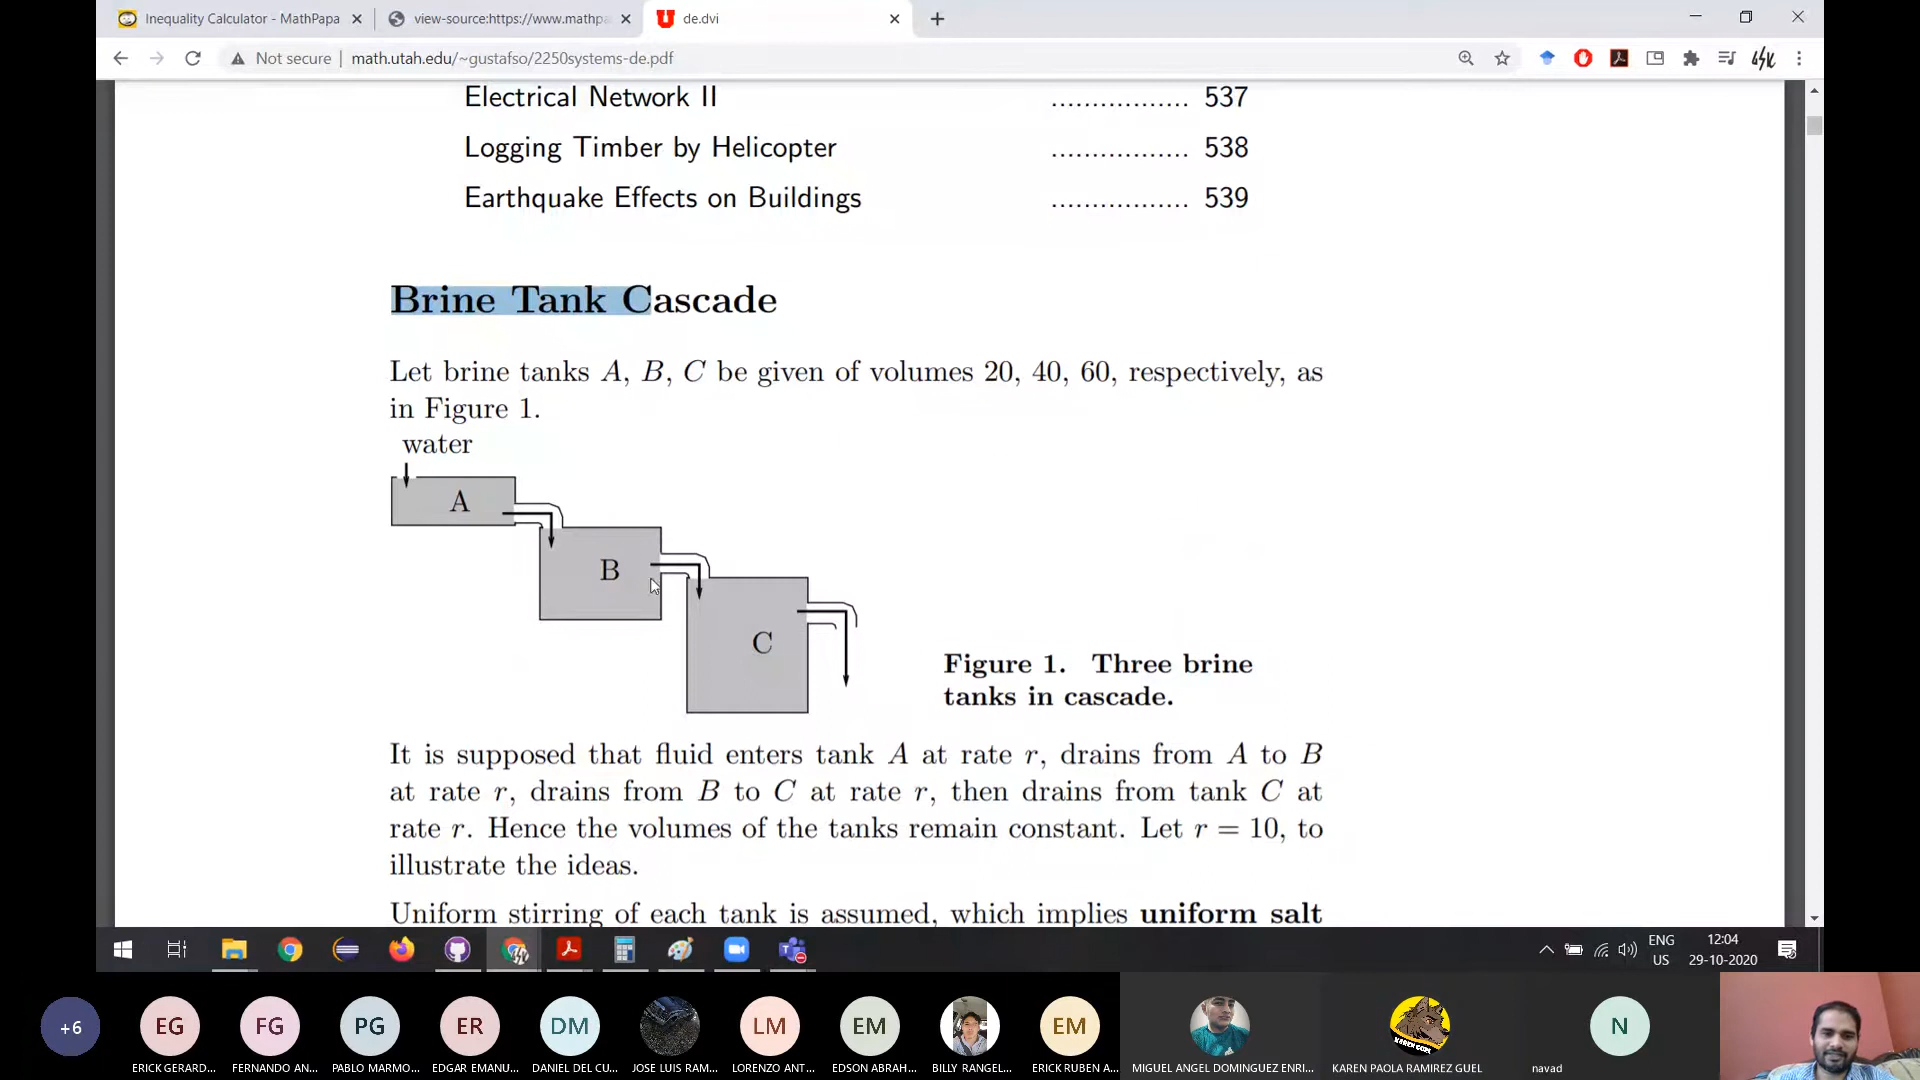 Inequality Calculator - MathPapa
view-source:https://www.mathpa
de.dvi
Not secure | math.utah.edu/~gustafso/2250systems-de.pdf
Electrical Network II ................. 537
Logging Timber by Helicopter ................. 538
Earthquake Effects on Buildings ................. 539
Brine Tank Cascade
Let brine tanks A, B, C be given of volumes 20, 40, 60, respectively, as
in Figure 1.
water
A
B
C
Figure 1. Three brine
tanks in cascade.
It is supposed that fluid enters tank A at rate r, drains from A to B
at rate r, drains from B to C at rate r, then drains from tank C at
rate r. Hence the volumes of the tanks remain constant. Let r = 10, to
illustrate the ideas.
Uniform stirring of each tank is assumed, which implies uniform salt
ENG
US
12:04
29-10-2020
+6
EG
FG
PG
ER
DM
LM
EM
EM
N
ERICK GERARD...
FERNANDO AN...
PABLO MARMO...
EDGAR EMANU...
DANIEL DEL CU...
JOSE LUIS RAM...
LORENZO ANT...
EDSON ABRAH...
BILLY RANGEL...
ERICK RUBEN A...
MIGUEL ANGEL DOMINGUEZ ENRI...
KAREN PAOLA RAMIREZ GUEL
navad